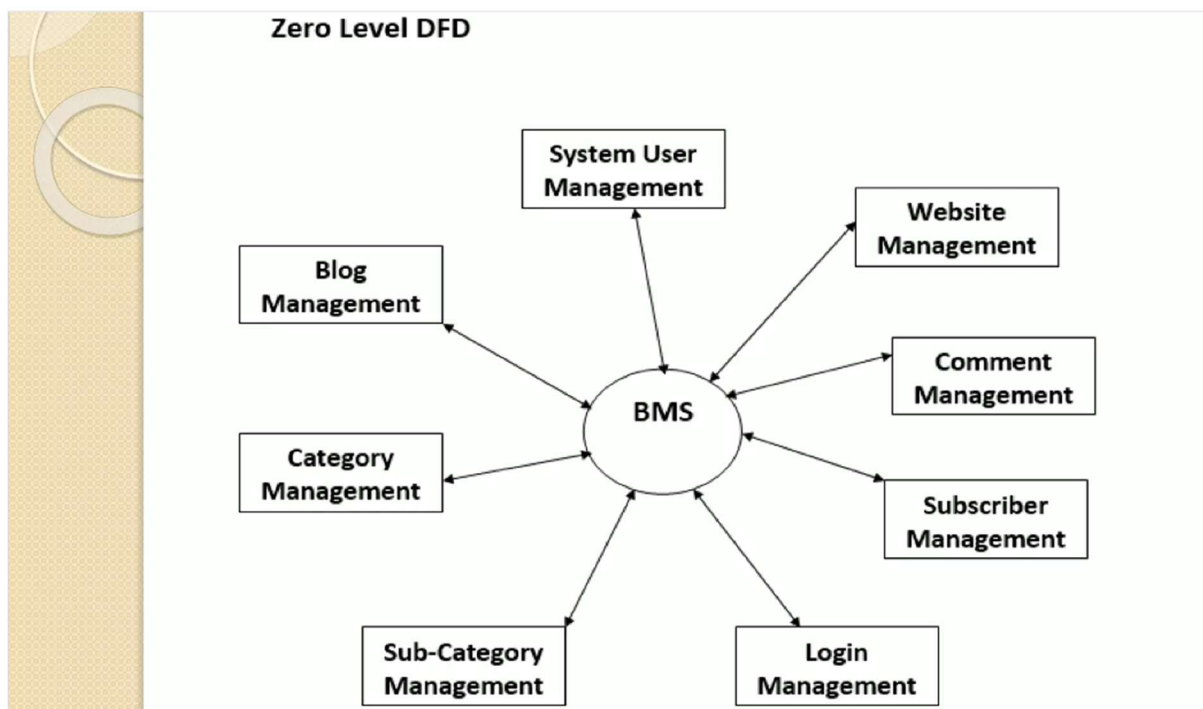 Zero Level DFD
System User
Management
Website
Management
Blog
Management
Comment
Management
BMS
Category
Management
Subscriber
Management
Sub-Category
Management
Login
Management